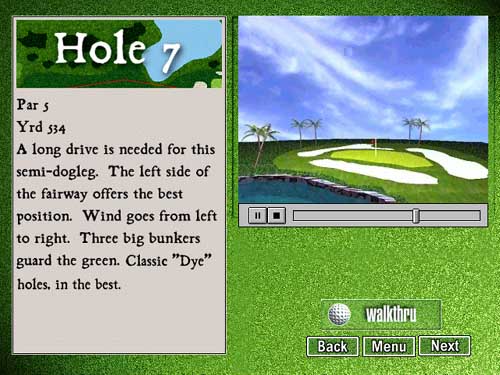 Hole 7
Par 5
Yrd 534
A long drive is needed for this
semi-dogleg. The left side of
the fairway offers the best
position. Wind goes from left
to right. Three big bunkers
guard the green. Classic "Dye"
holes, in the best.
walkthru
Back Menu Next